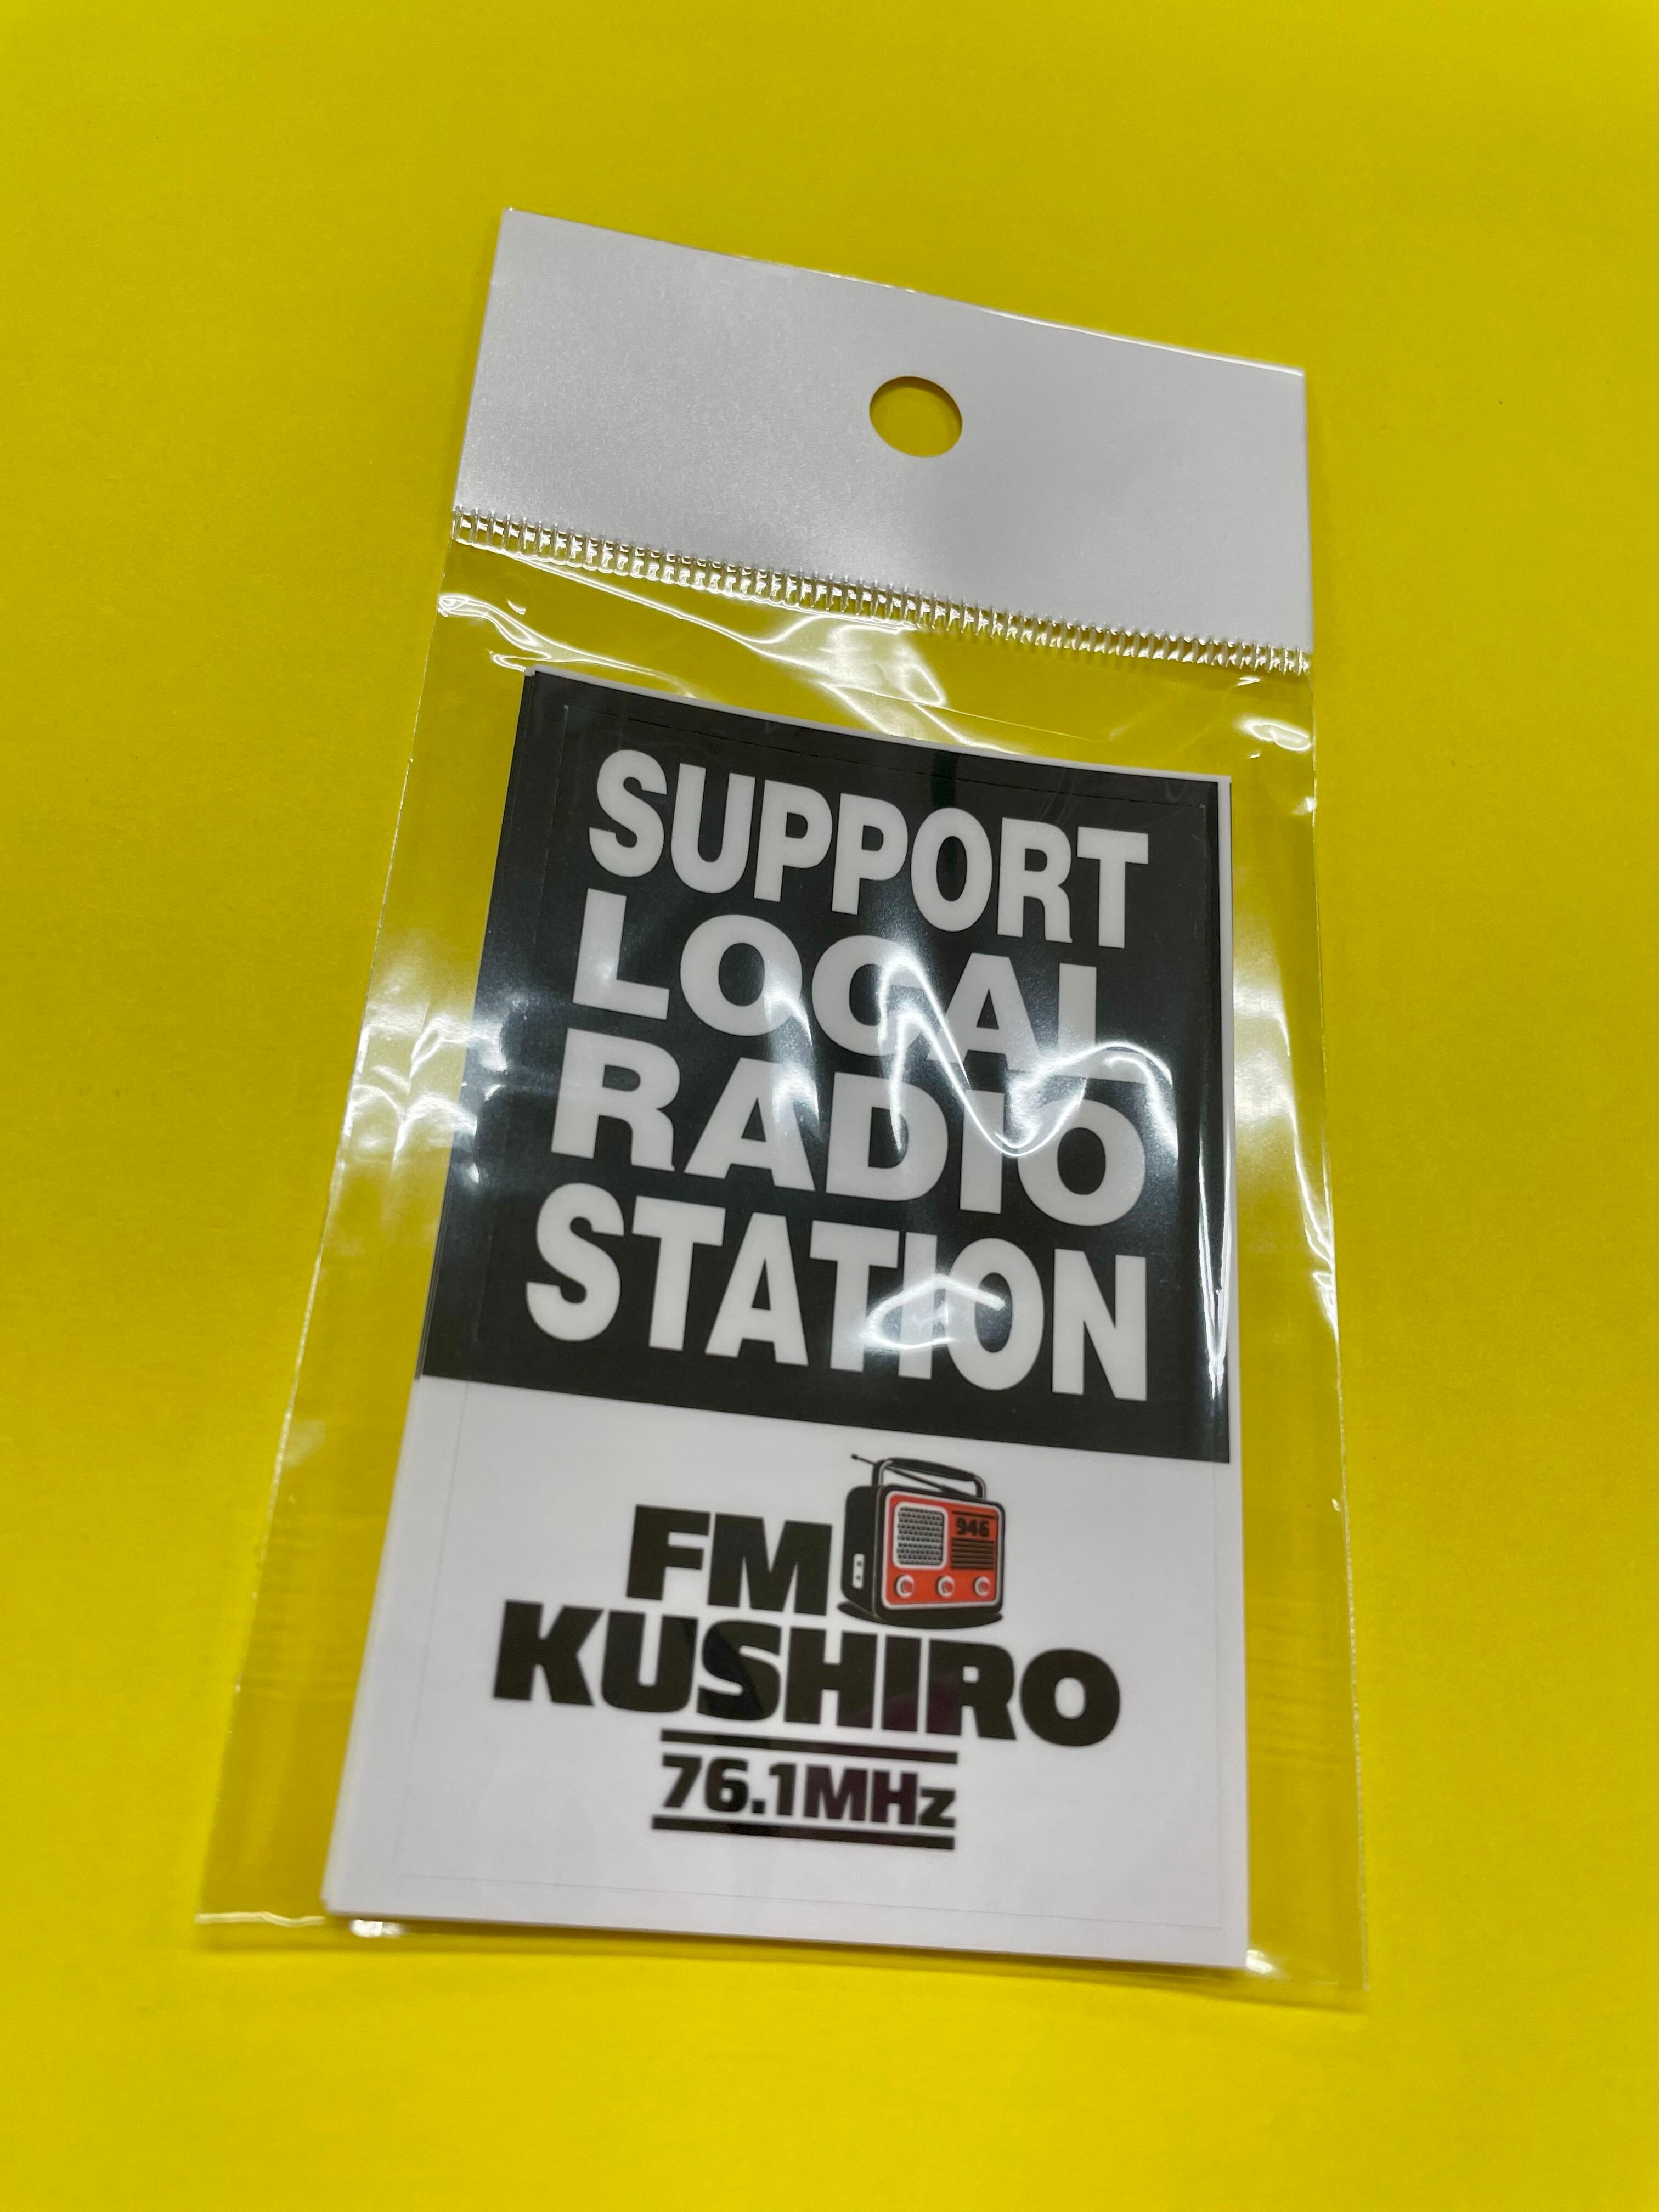 SUPPORT
LOCAL
RADIO
STATION
FM
946
KUSHIRO
76.1MHz